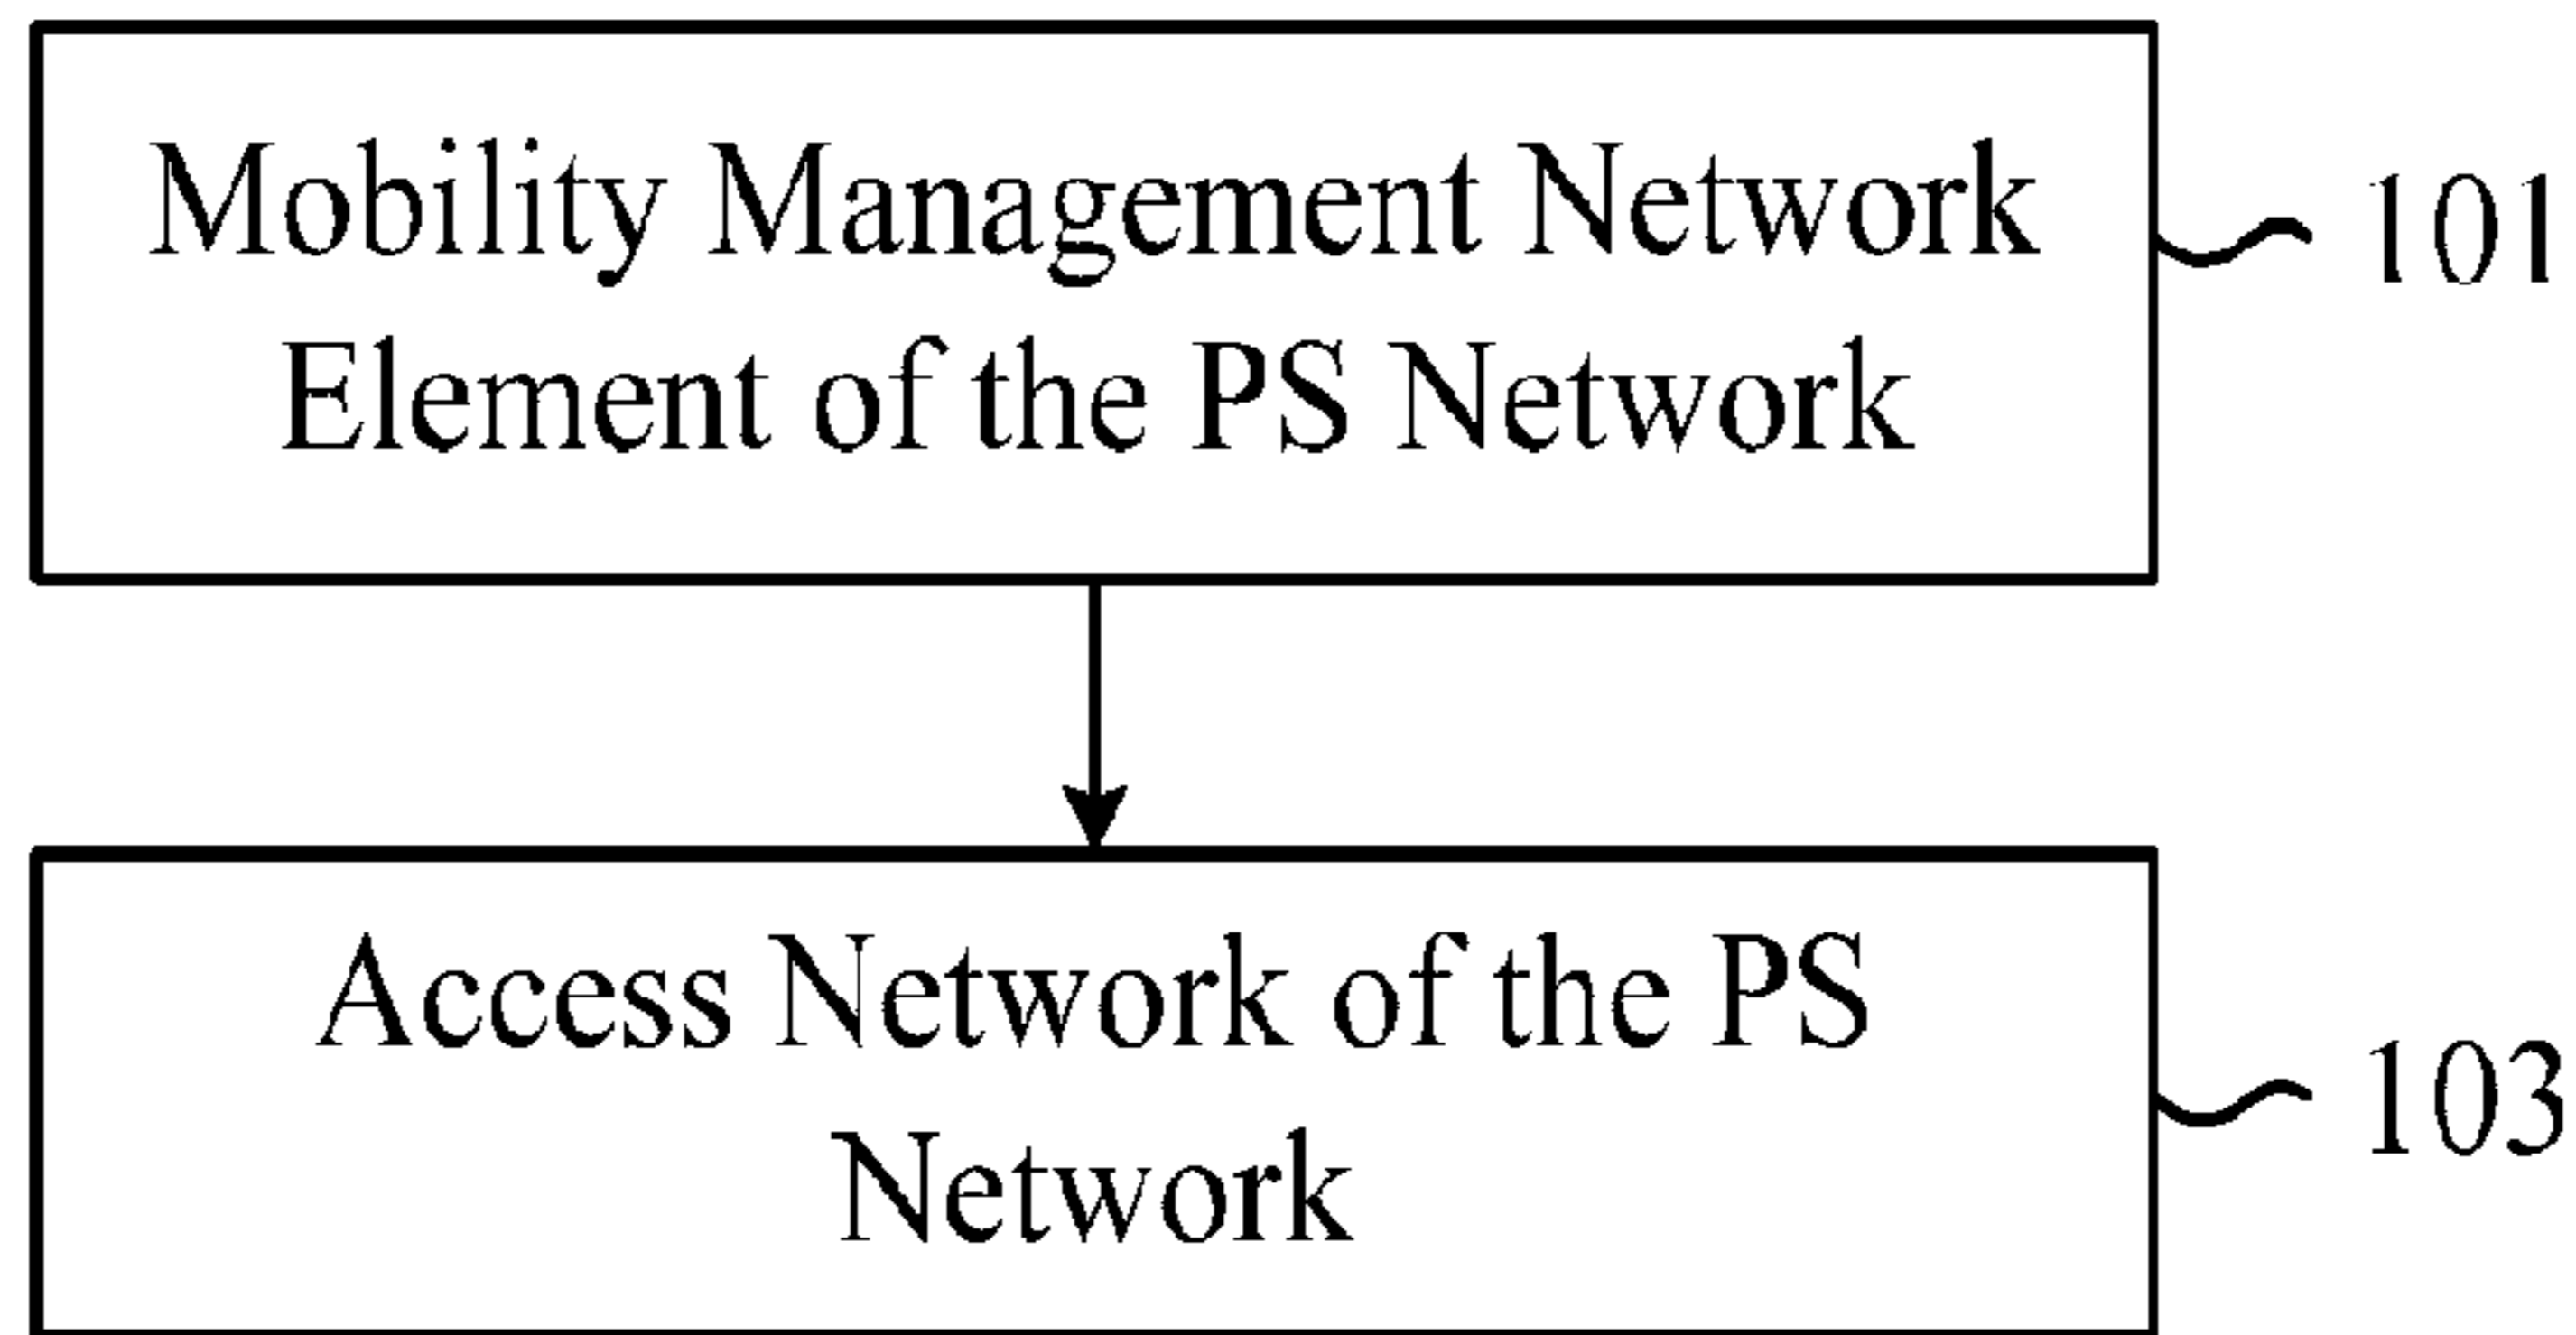 Mobility Management Network
Element of the PS Network
101
Access Network of the PS
Network
103